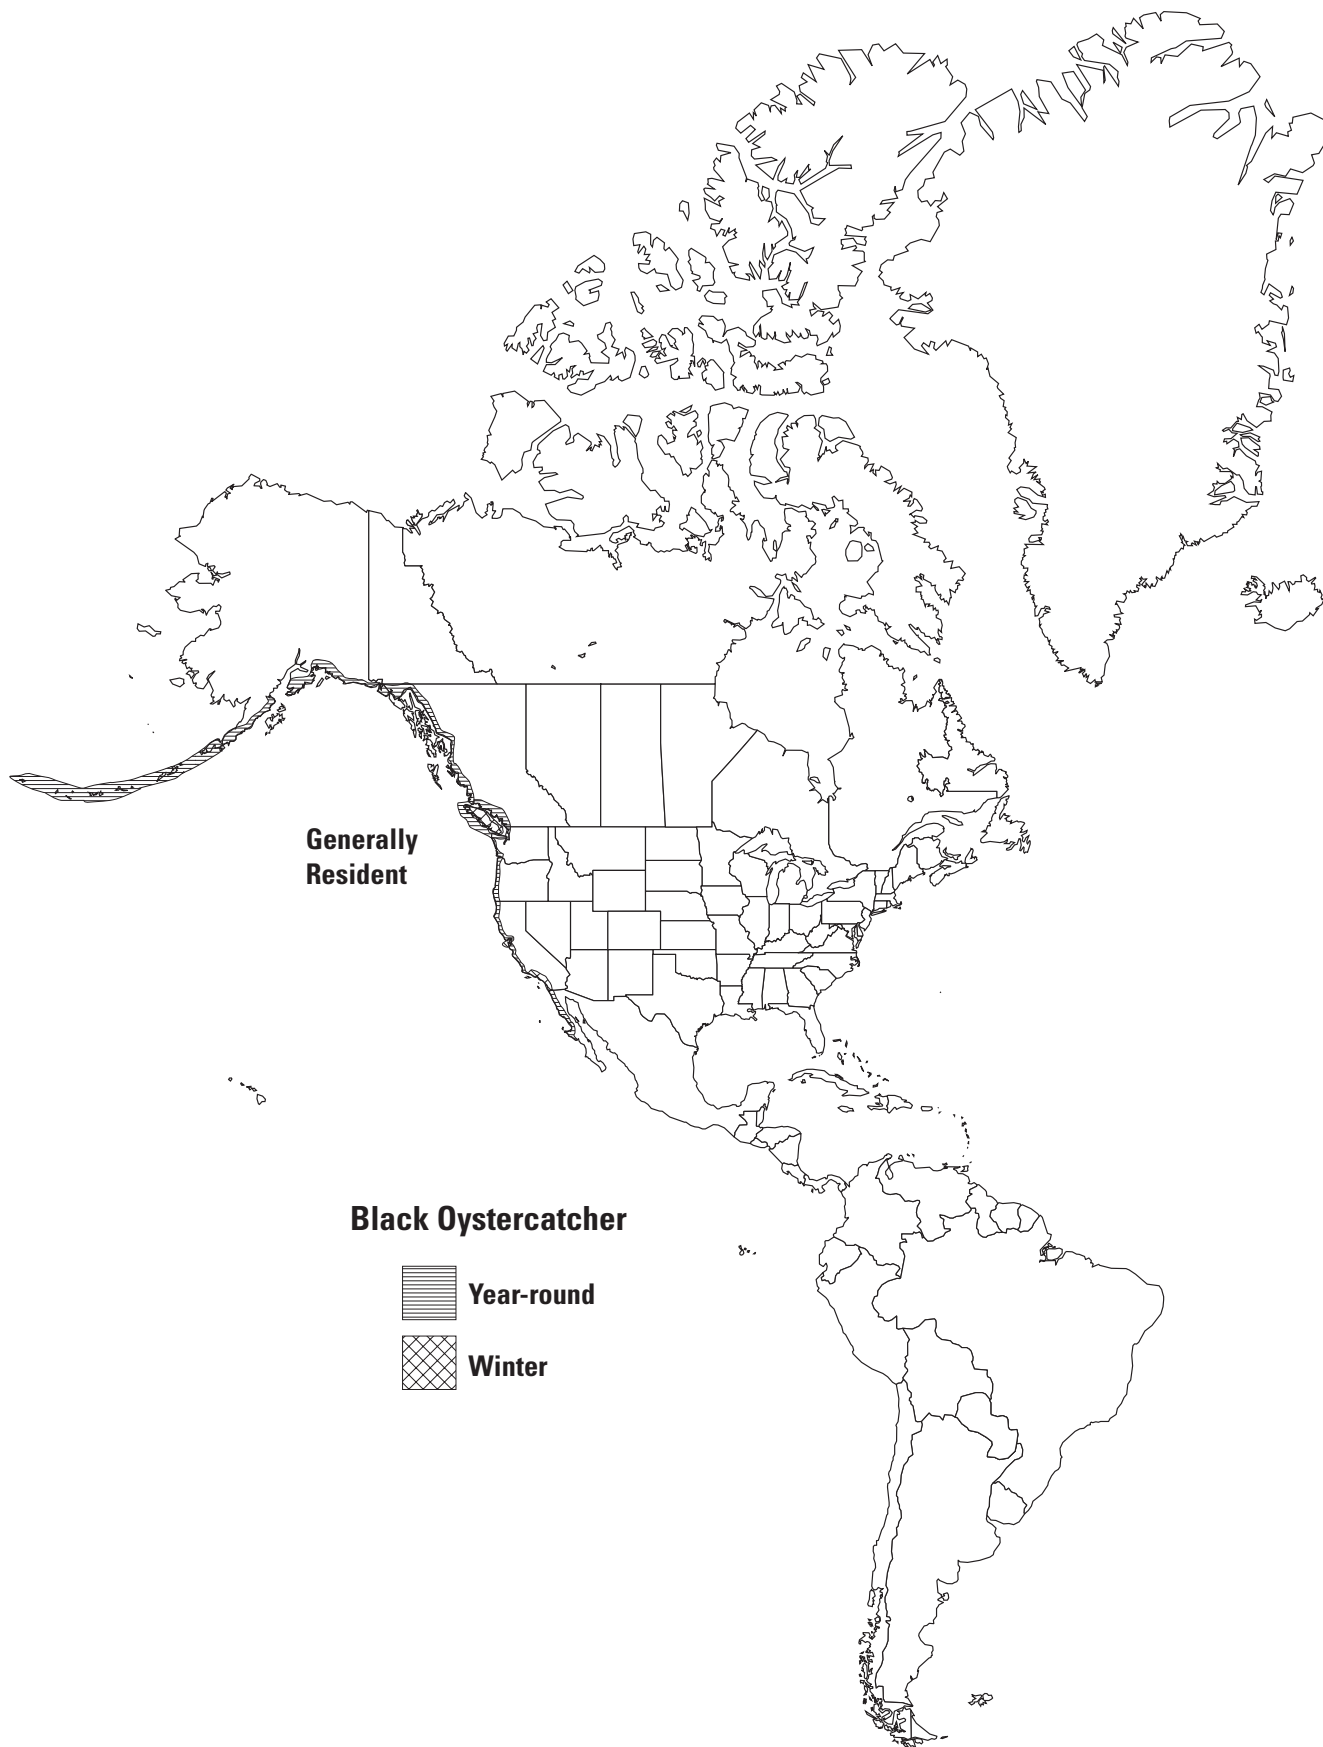 Generally
Resident
Black Oystercatcher
Year-round
Winter